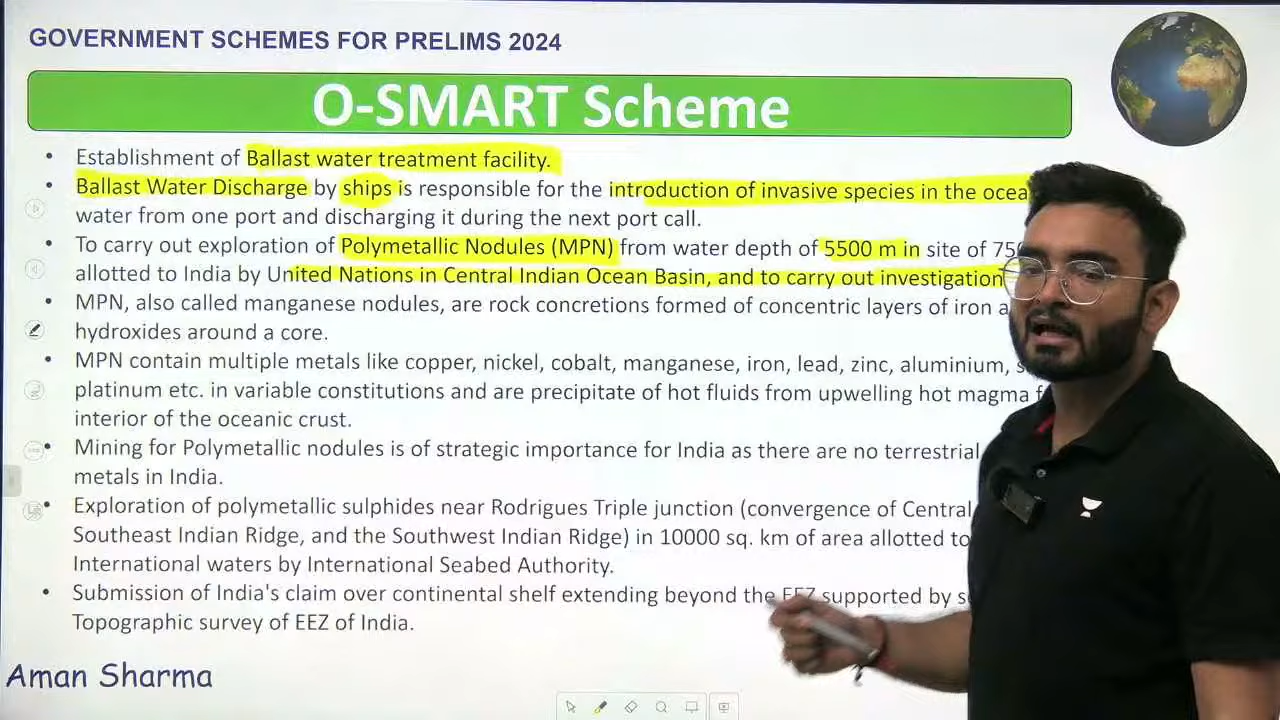 GOVERNMENT SCHEMES FOR PRELIMS 2024
O-SMART Scheme
• Establishment of Ballast water treatment facility.
• Ballast Water Discharge by ships is responsible for the introduction of invasive species in the
water from one port and discharging it during the next port call.
• To carry out exploration of Polymetallic Nodules (MPN) from water depth of 5500 m in site of
allotted to India by United Nations in Central Indian Ocean Basin, and to carry out investigation
• MPN, also called manganese nodules, are rock concretions formed of concentric layers of iron
hydroxides around a core.
• MPN contain multiple metals like copper, nickel, cobalt, manganese, iron, lead, zinc, aluminium,
platinum etc. in variable constitutions and are precipitate of hot fluids from upwelling hot magma
interior of the oceanic crust.
• Mining for Polymetallic nodules is of strategic importance for India as there are no terrestrial
metals in India.
• Exploration of polymetallic sulphides near Rodrigues Triple junction (convergence of Central
Southeast Indian Ridge, and the Southwest Indian Ridge) in 10000 sq. km of area allotted to
International waters by International Seabed Authority.
• Submission of India's claim over continental shelf extending beyond the EEZ supported by
Topographic survey of EEZ of India.
Aman Sharma